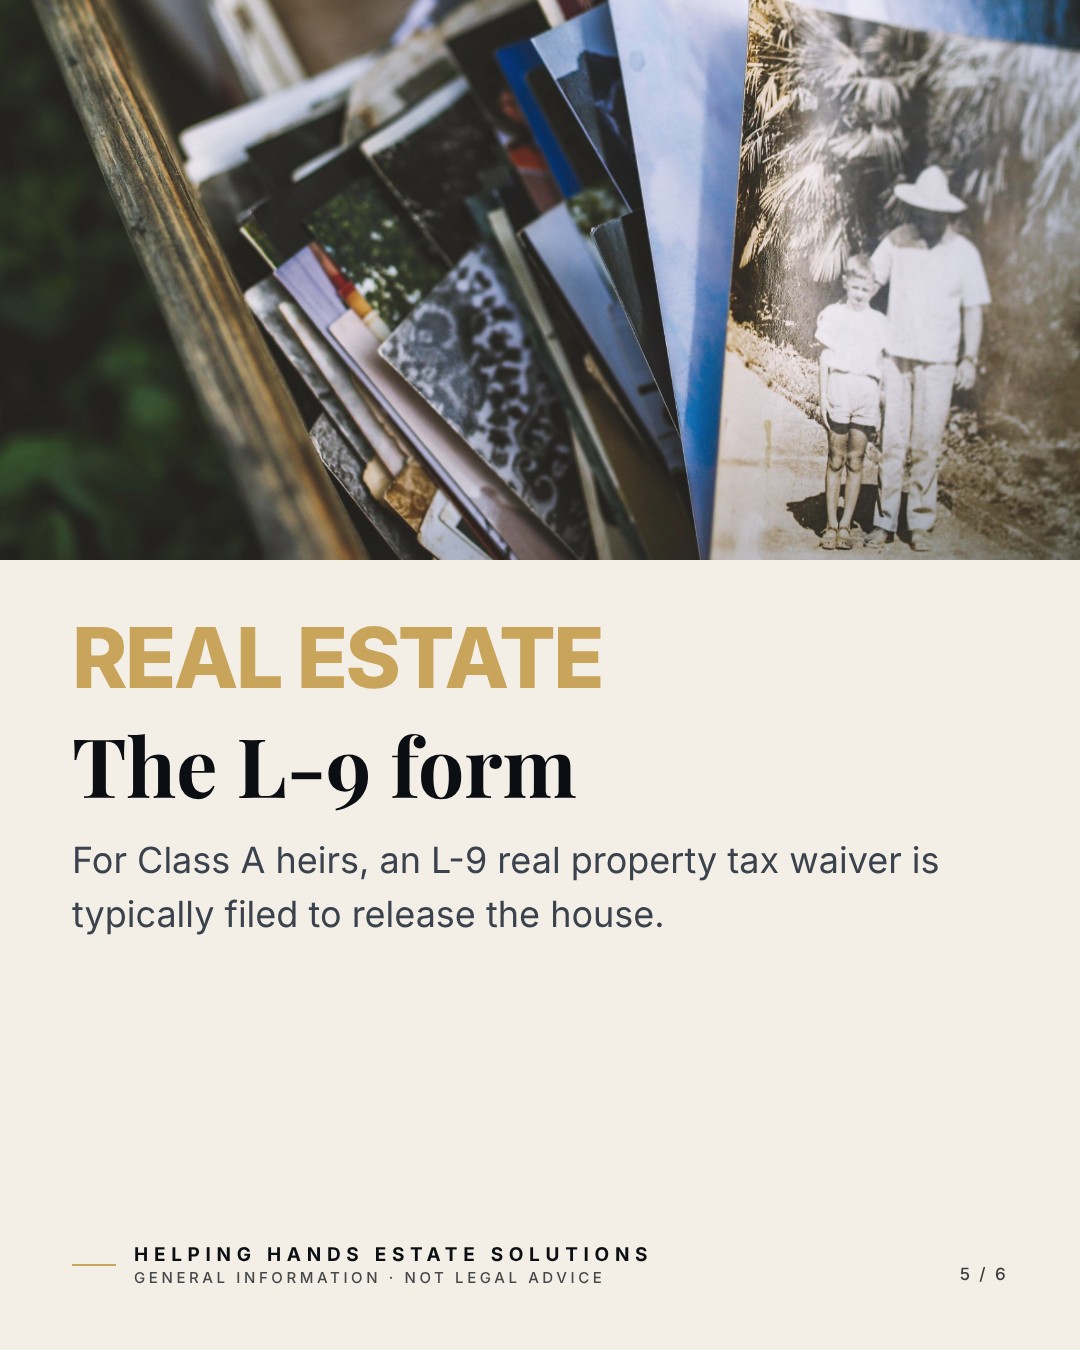 REAL ESTATE
The L-9 form
For Class A heirs, an L-9 real property tax waiver is
typically filed to release the house.
HELPING HANDS ESTATE SOLUTIONS
GENERAL INFORMATION · NOT LEGAL ADVICE
5 / 6